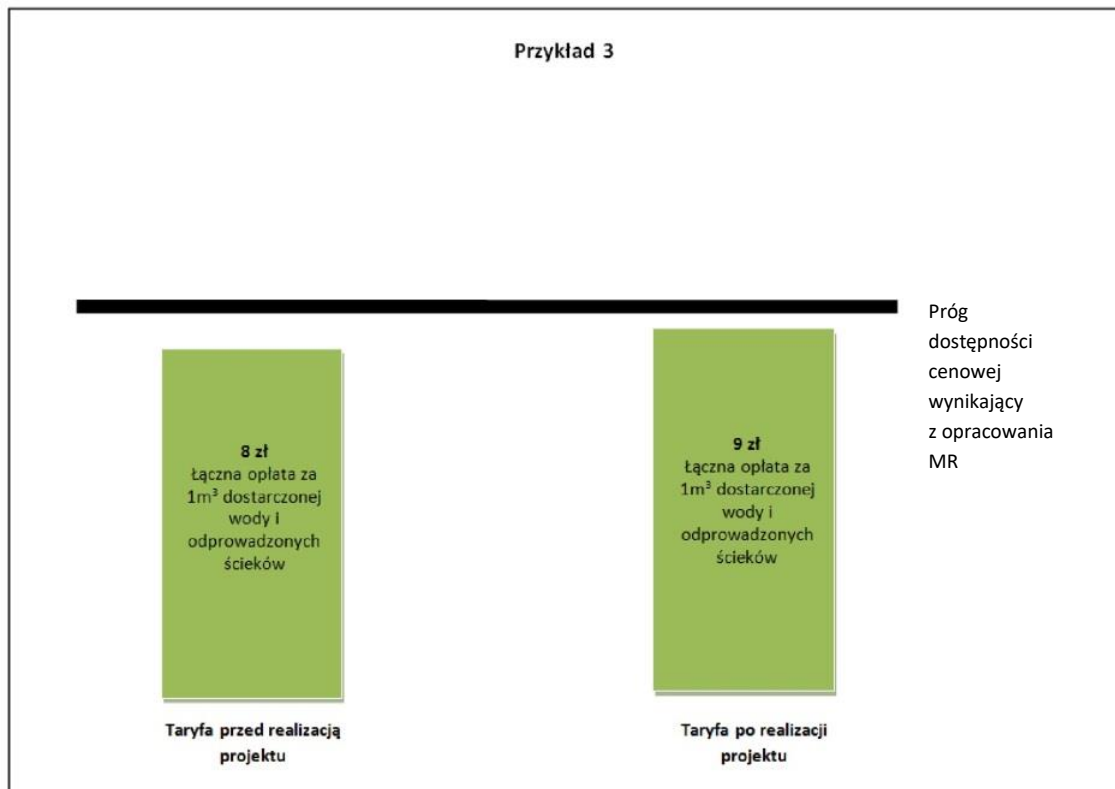 Przykład 3
Próg
dostępności
cenowej
wynikający
z opracowania
MR
8 zł
Łączna opłata za
1m³ dostarczonej
wody i
odprowadzonych
ścieków
9 zł
Łączna opłata za
1m³ dostarczonej
wody i
odprowadzonych
ścieków
Taryfa przed realizacją
projektu
Taryfa po realizacji
projektu